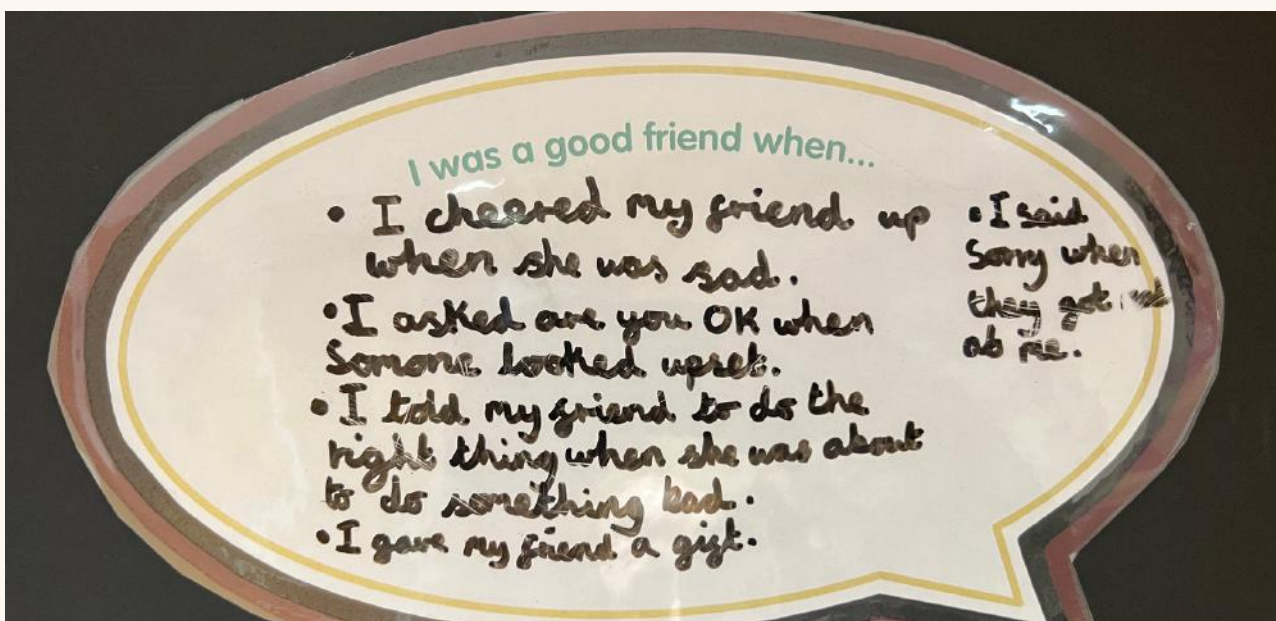 I was a good friend when...
• I cheered my friend up
when she was sad.
• I asked are you OK when
Somone looked upset.
• I told my friend to do the
right thing when she was about
to do something bad.
• I gave my friend a gift.
• I said
Sorry when
they got
at me.